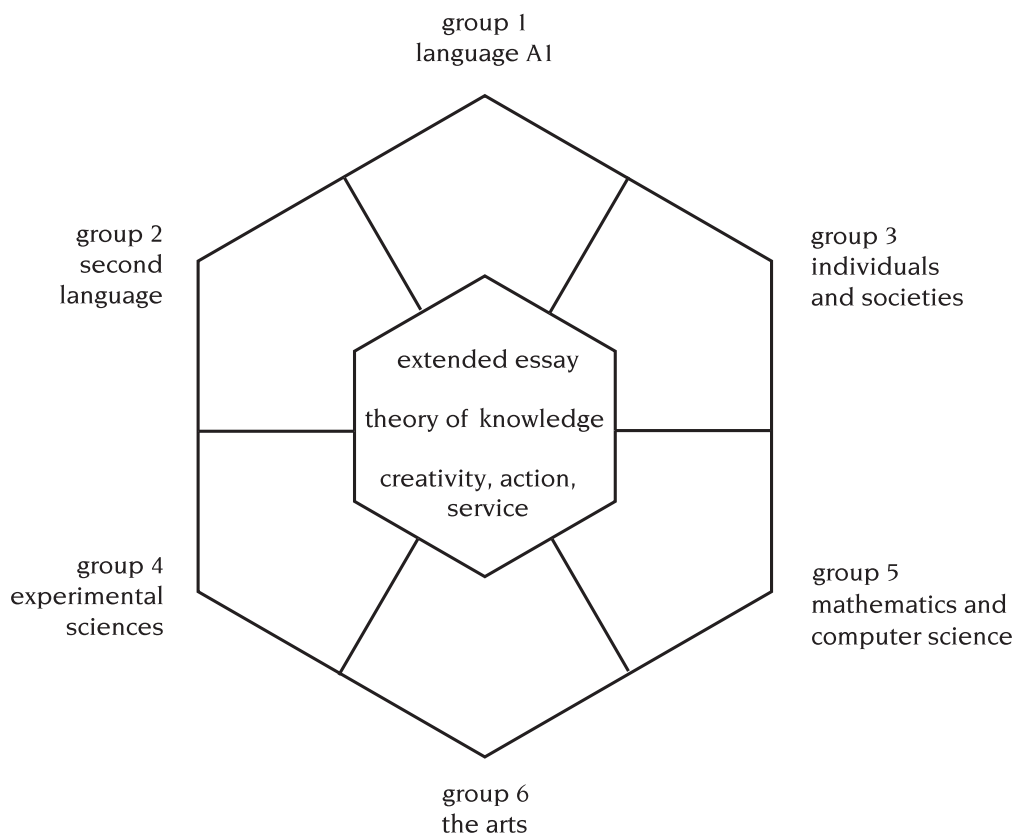 group 1
language A1
group 2
second
language
group 3
individuals
and societies
extended essay
theory of knowledge
creativity, action,
service
group 4
experimental
sciences
group 5
mathematics and
computer science
group 6
the arts